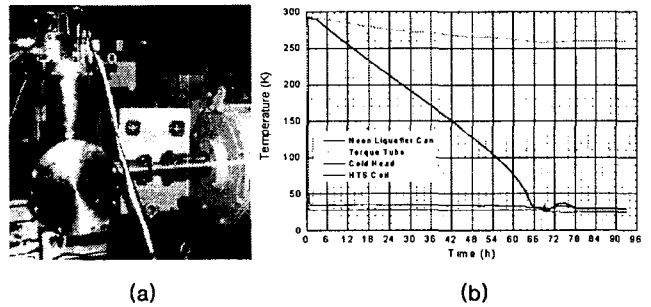 300
250
200
150
100
50
0
Temperature (K)
Neon Liquefier Can
Torque Tube
Cold Head
HTS Coil
0 6 12 18 24 30 36 42 48 54 60 66 72 78 84 90 96
Time (h)
(a)
(b)